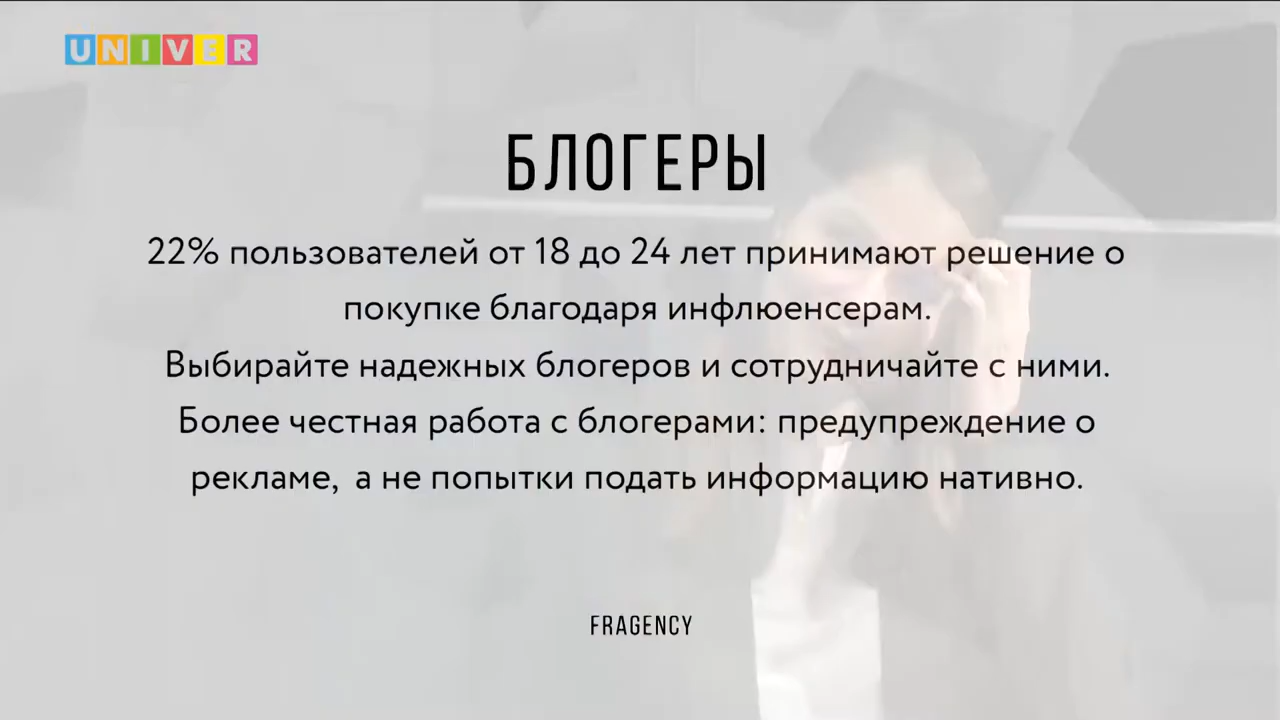 UNIVER
БЛОГЕРЫ
22% пользователей от 18 до 24 лет принимают решение о
покупке благодаря инфлюенсерам.
Выбирайте надежных блогеров и сотрудничайте с ними.
Более честная работа с блогерами: предупреждение о
рекламе, а не попытки подать информацию нативно.
FRAGENCY